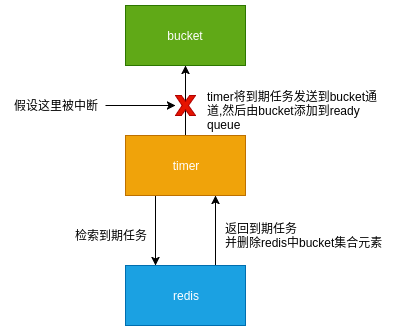 bucket
假设这里被中断
timer将到期任务发送到bucket通
道,然后由bucket添加到ready
queue
timer
检索到期任务
返回到期任务
并删除redis中bucket集合元素
redis